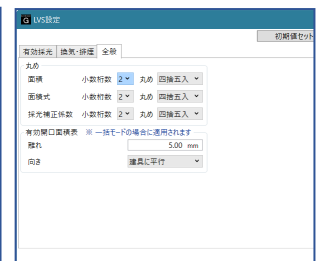 G LVS設定
初期値セット
有効採光 換気・排煙 全般
丸め
面積 小数桁数 2 丸め 四捨五入
面積式 小数桁数 2 丸め 四捨五入
採光補正係数 小数桁数 2 丸め 四捨五入
有効開口面積表 ※ 一括モードの場合に適用されます
離れ 5.00 mm
向き 建具に平行